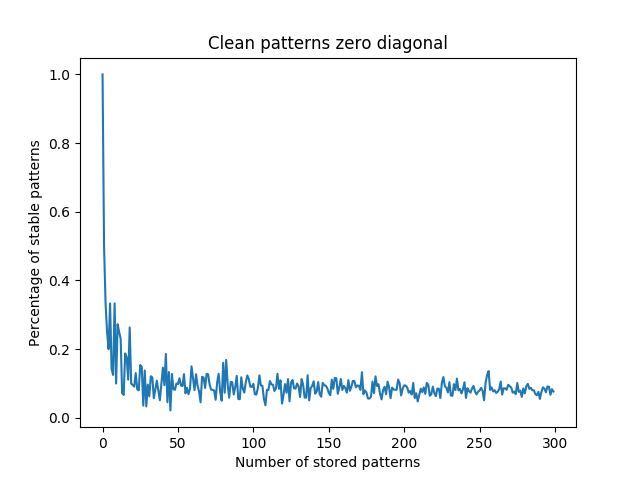 Clean patterns zero diagonal
1.0
0.8
0.6
0.4
0.2
0.0
Percentage of stable patterns
0 50 100 150 200 250 300
Number of stored patterns